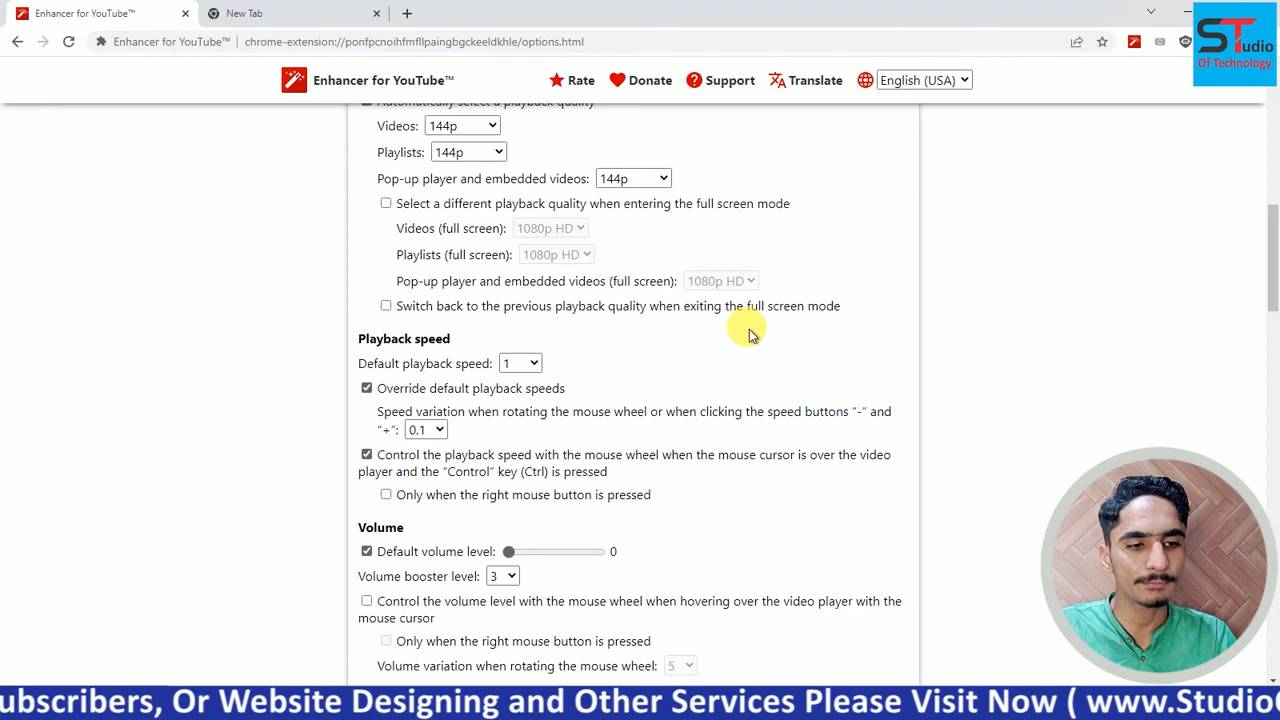 Enhancer for YouTube™
New Tab
Enhancer for YouTube™ | chrome-extension://ponfpcnoihfmfllpaingbgckeeldkhle/options.html
STudio
Of Technology
Enhancer for YouTube™
Rate
Donate
Support
Translate
English (USA)
Automatically select a playback quality
Videos: 144p
Playlists: 144p
Pop-up player and embedded videos: 144p
Select a different playback quality when entering the full screen mode
Videos (full screen): 1080p HD
Playlists (full screen): 1080p HD
Pop-up player and embedded videos (full screen): 1080p HD
Switch back to the previous playback quality when exiting the full screen mode
Playback speed
Default playback speed: 1
Override default playback speeds
Speed variation when rotating the mouse wheel or when clicking the speed buttons “-” and
“+”: 0.1
Control the playback speed with the mouse wheel when the mouse cursor is over the video
player and the “Control” key (Ctrl) is pressed
Only when the right mouse button is pressed
Volume
Default volume level: 0
Volume booster level: 3
Control the volume level with the mouse wheel when hovering over the video player with the
mouse cursor
Only when the right mouse button is pressed
Volume variation when rotating the mouse wheel: 5
ubscribers, Or Website Designing and Other Services Please Visit Now ( www.Studio